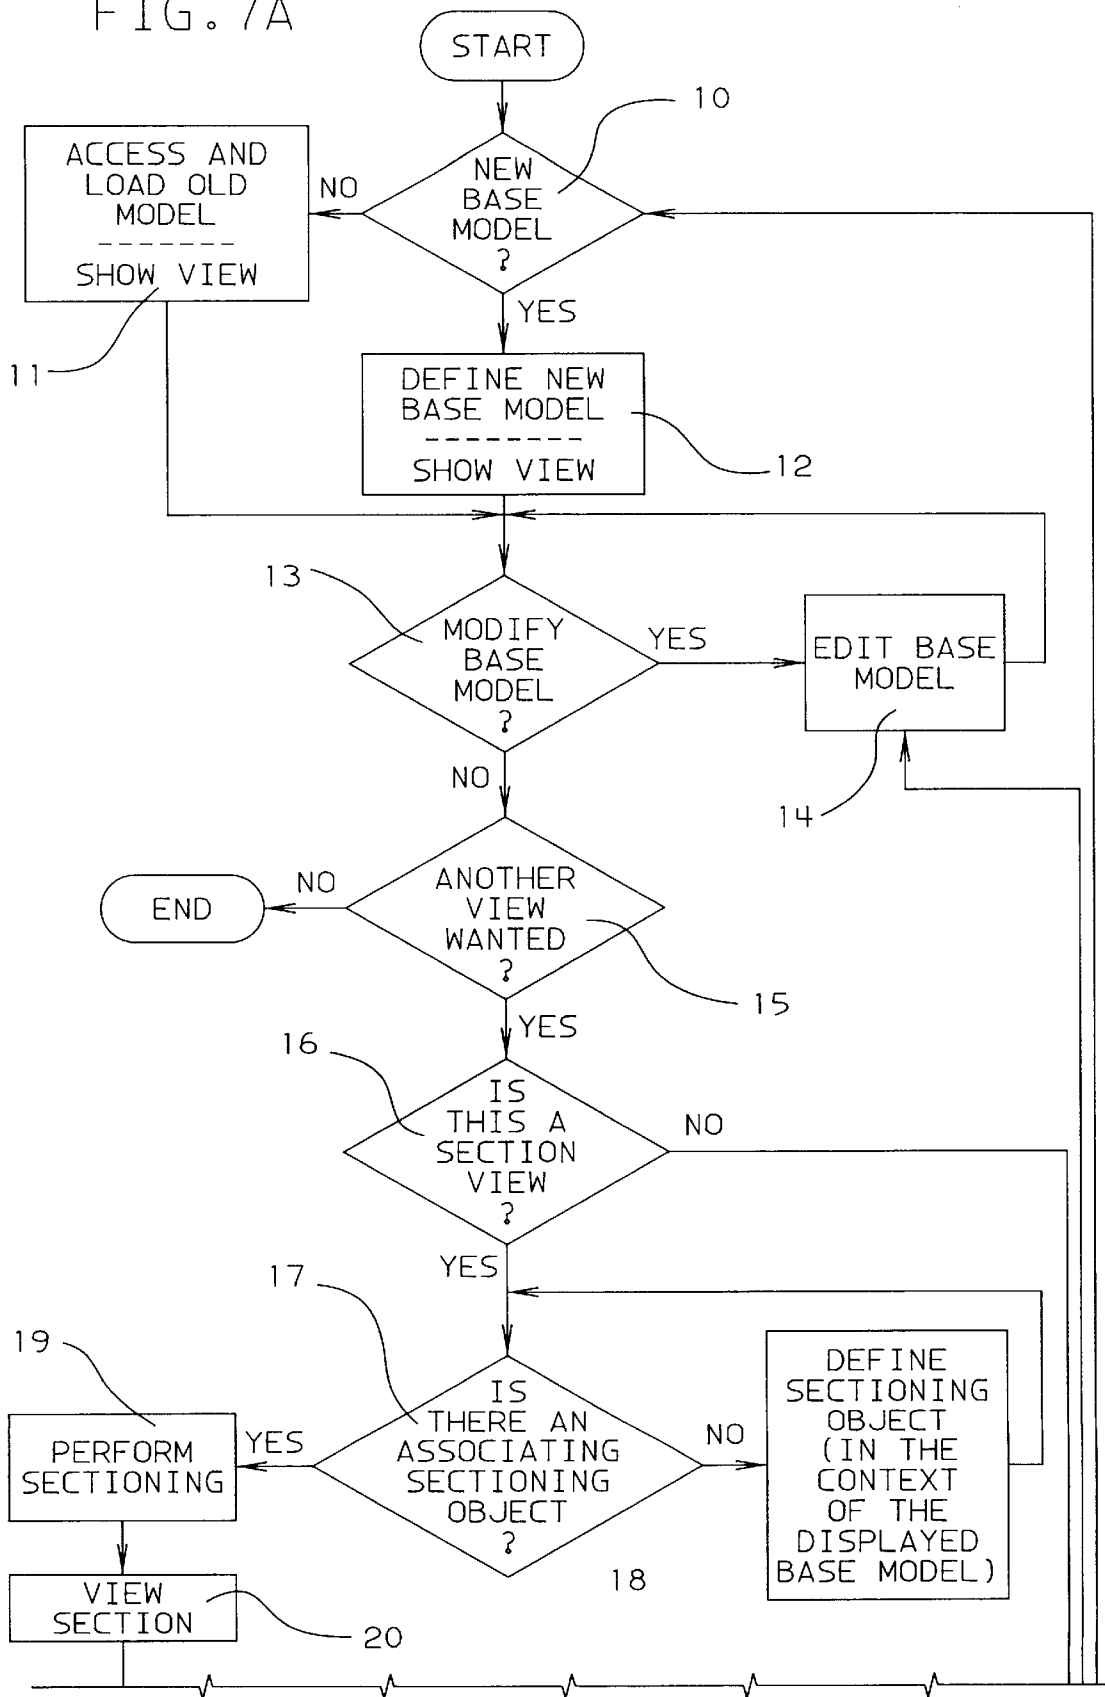 FIG. 7A
START
10
NEW
BASE
MODEL
?
NO
ACCESS AND
LOAD OLD
MODEL
-------
SHOW VIEW
11
YES
DEFINE NEW
BASE MODEL
--------
SHOW VIEW
12
13
MODIFY
BASE
MODEL
?
YES
EDIT BASE
MODEL
14
NO
ANOTHER
VIEW
WANTED
?
NO
END
15
YES
16
IS
THIS A
SECTION
VIEW
?
NO
YES
17
IS
THERE AN
ASSOCIATING
SECTIONING
OBJECT
?
NO
DEFINE
SECTIONING
OBJECT
(IN THE
CONTEXT
OF THE
DISPLAYED
BASE MODEL)
18
YES
19
PERFORM
SECTIONING
VIEW
SECTION
20